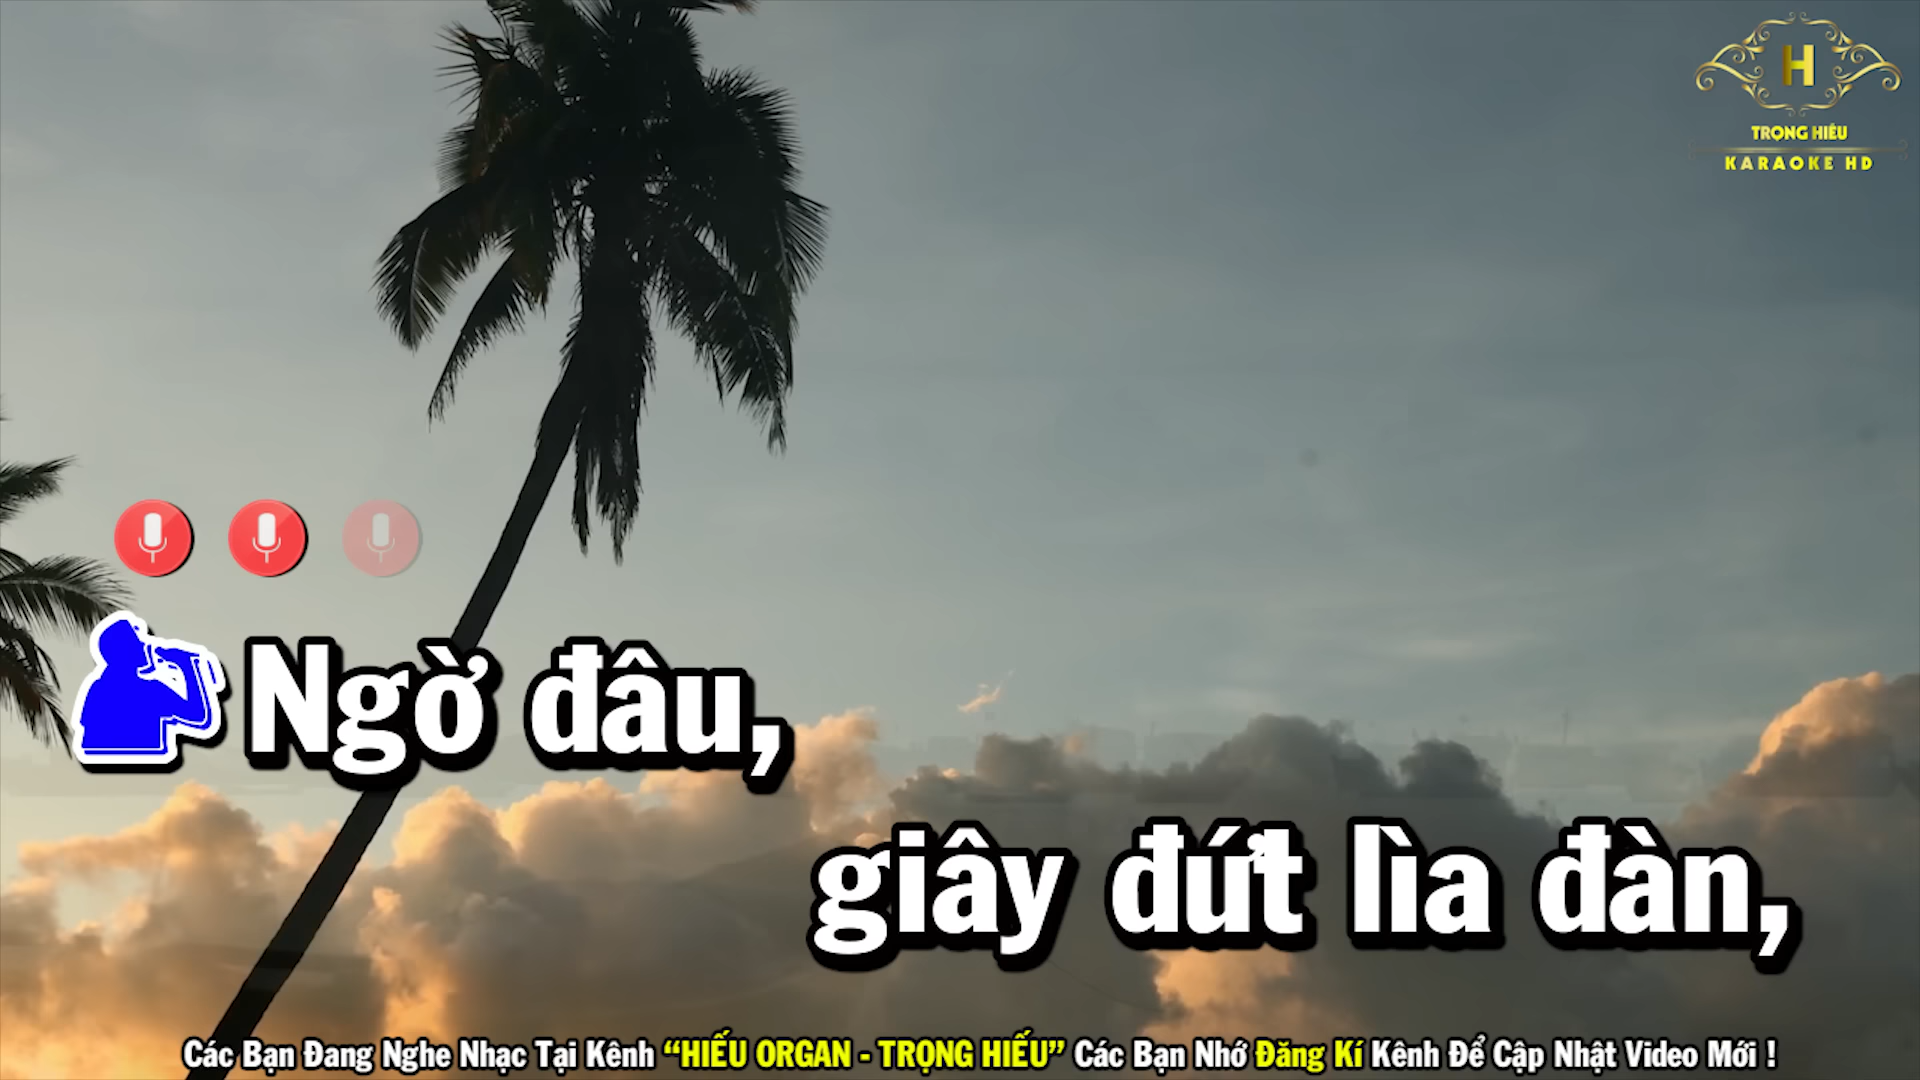 H
TRỌNG HIẾU
KARAOKE HD
Ngờ đâu,
giây đứt lìa đàn,
Các Bạn Đang Nghe Nhạc Tại Kênh “HIẾU ORGAN - TRỌNG HIẾU” Các Bạn Nhớ Đăng Kí Kênh Để Cập Nhật Video Mới !